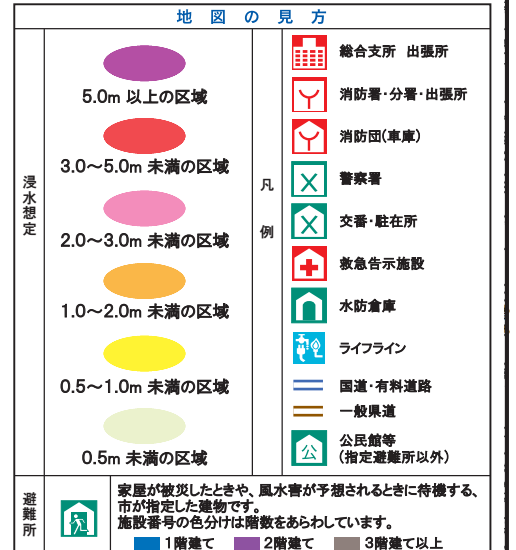 地図の見方
浸水想定
5.0m 以上の区域
3.0～5.0m 未満の区域
2.0～3.0m 未満の区域
1.0～2.0m 未満の区域
0.5～1.0m 未満の区域
0.5m 未満の区域
凡例
総合支所 出張所
消防署・分署・出張所
消防団(車庫)
警察署
交番・駐在所
救急告示施設
水防倉庫
ライフライン
国道・有料道路
一般県道
公
公民館等
(指定避難所以外)
避難所
家屋が被災したときや、風水害が予想されるときに待機する、
市が指定した建物です。
施設番号の色分けは階数をあらわしています。
1階建て 2階建て 3階建て以上